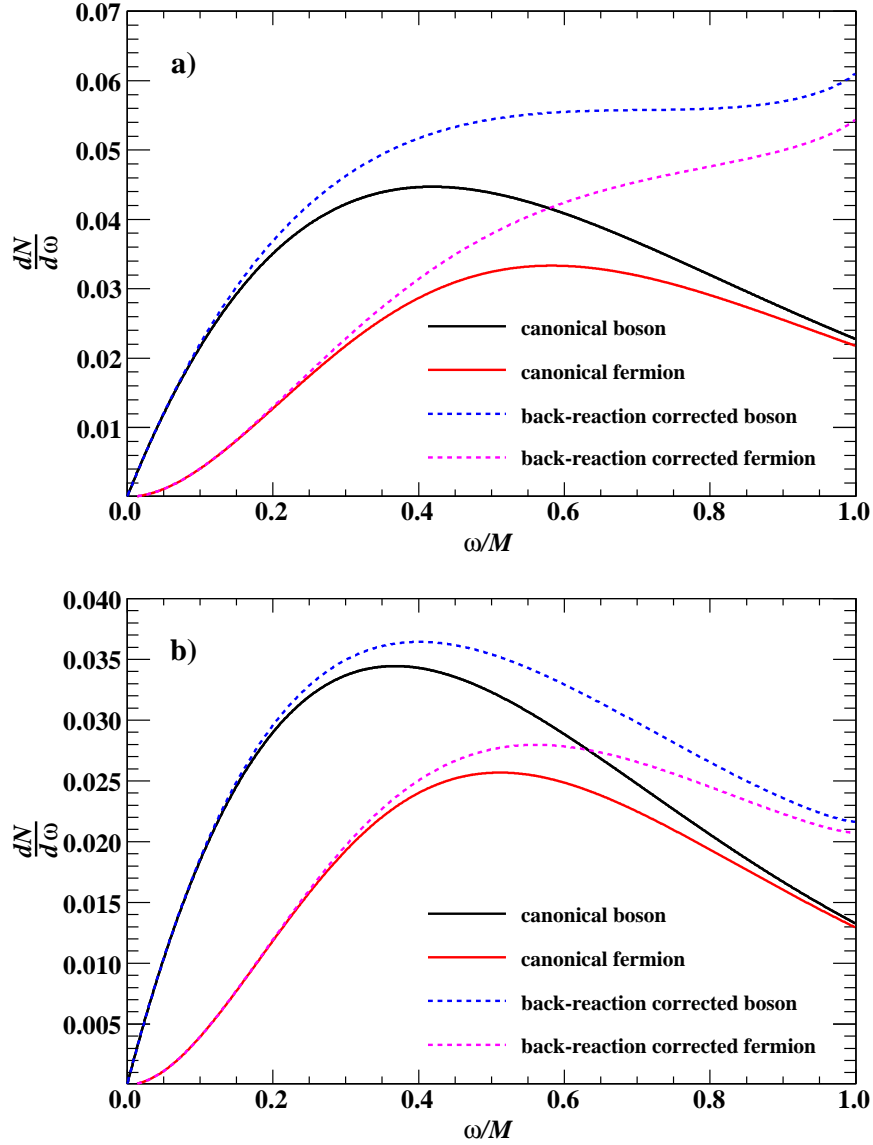 0.07
a)
0.06
0.05
0.04
dN
dω
0.03
canonical boson
canonical fermion
0.02
back-reaction corrected boson
0.01
back-reaction corrected fermion
0.0 0.2 0.4 0.6 0.8 1.0
ω/M
0.040
b)
0.035
0.030
0.025
dN
dω
0.020
0.015
canonical boson
canonical fermion
0.010
back-reaction corrected boson
0.005
back-reaction corrected fermion
0.0 0.2 0.4 0.6 0.8 1.0
ω/M